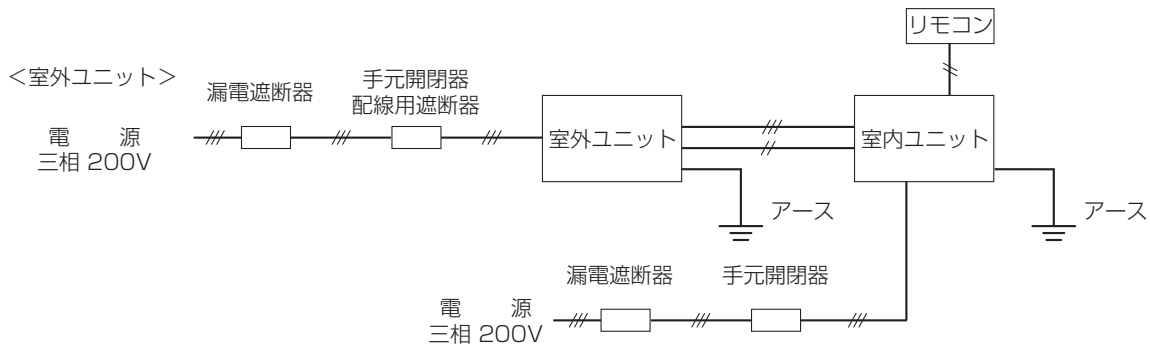 リモコン
＜室外ユニット＞
漏電遮断器
手元開閉器
配線用遮断器
電　源
三相 200V
室外ユニット
室内ユニット
アース
アース
漏電遮断器
手元開閉器
電　源
三相 200V